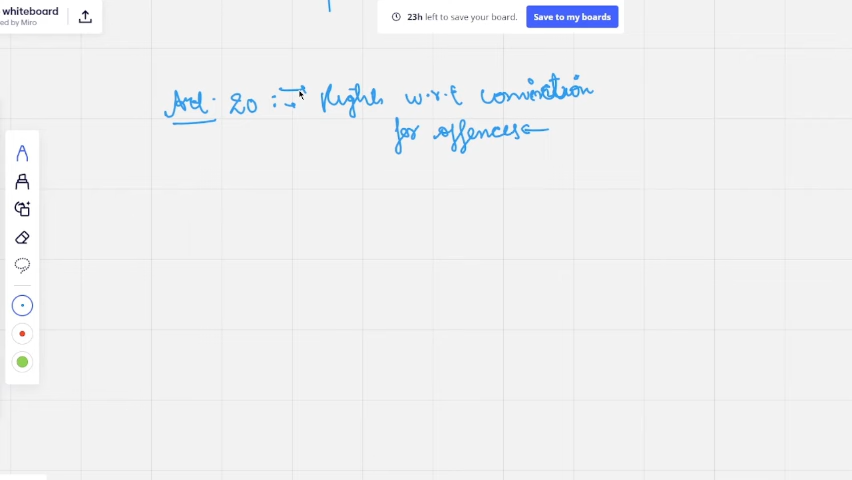 whiteboard
ed by Miro
23h left to save your board.
Save to my boards
Art. 20 :→ Rights w.r.t conviction
for offences←